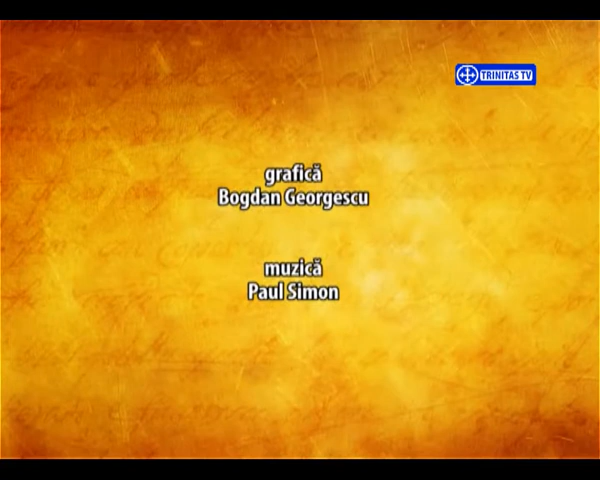 TRINITAS TV
grafică
Bogdan Georgescu
muzică
Paul Simon